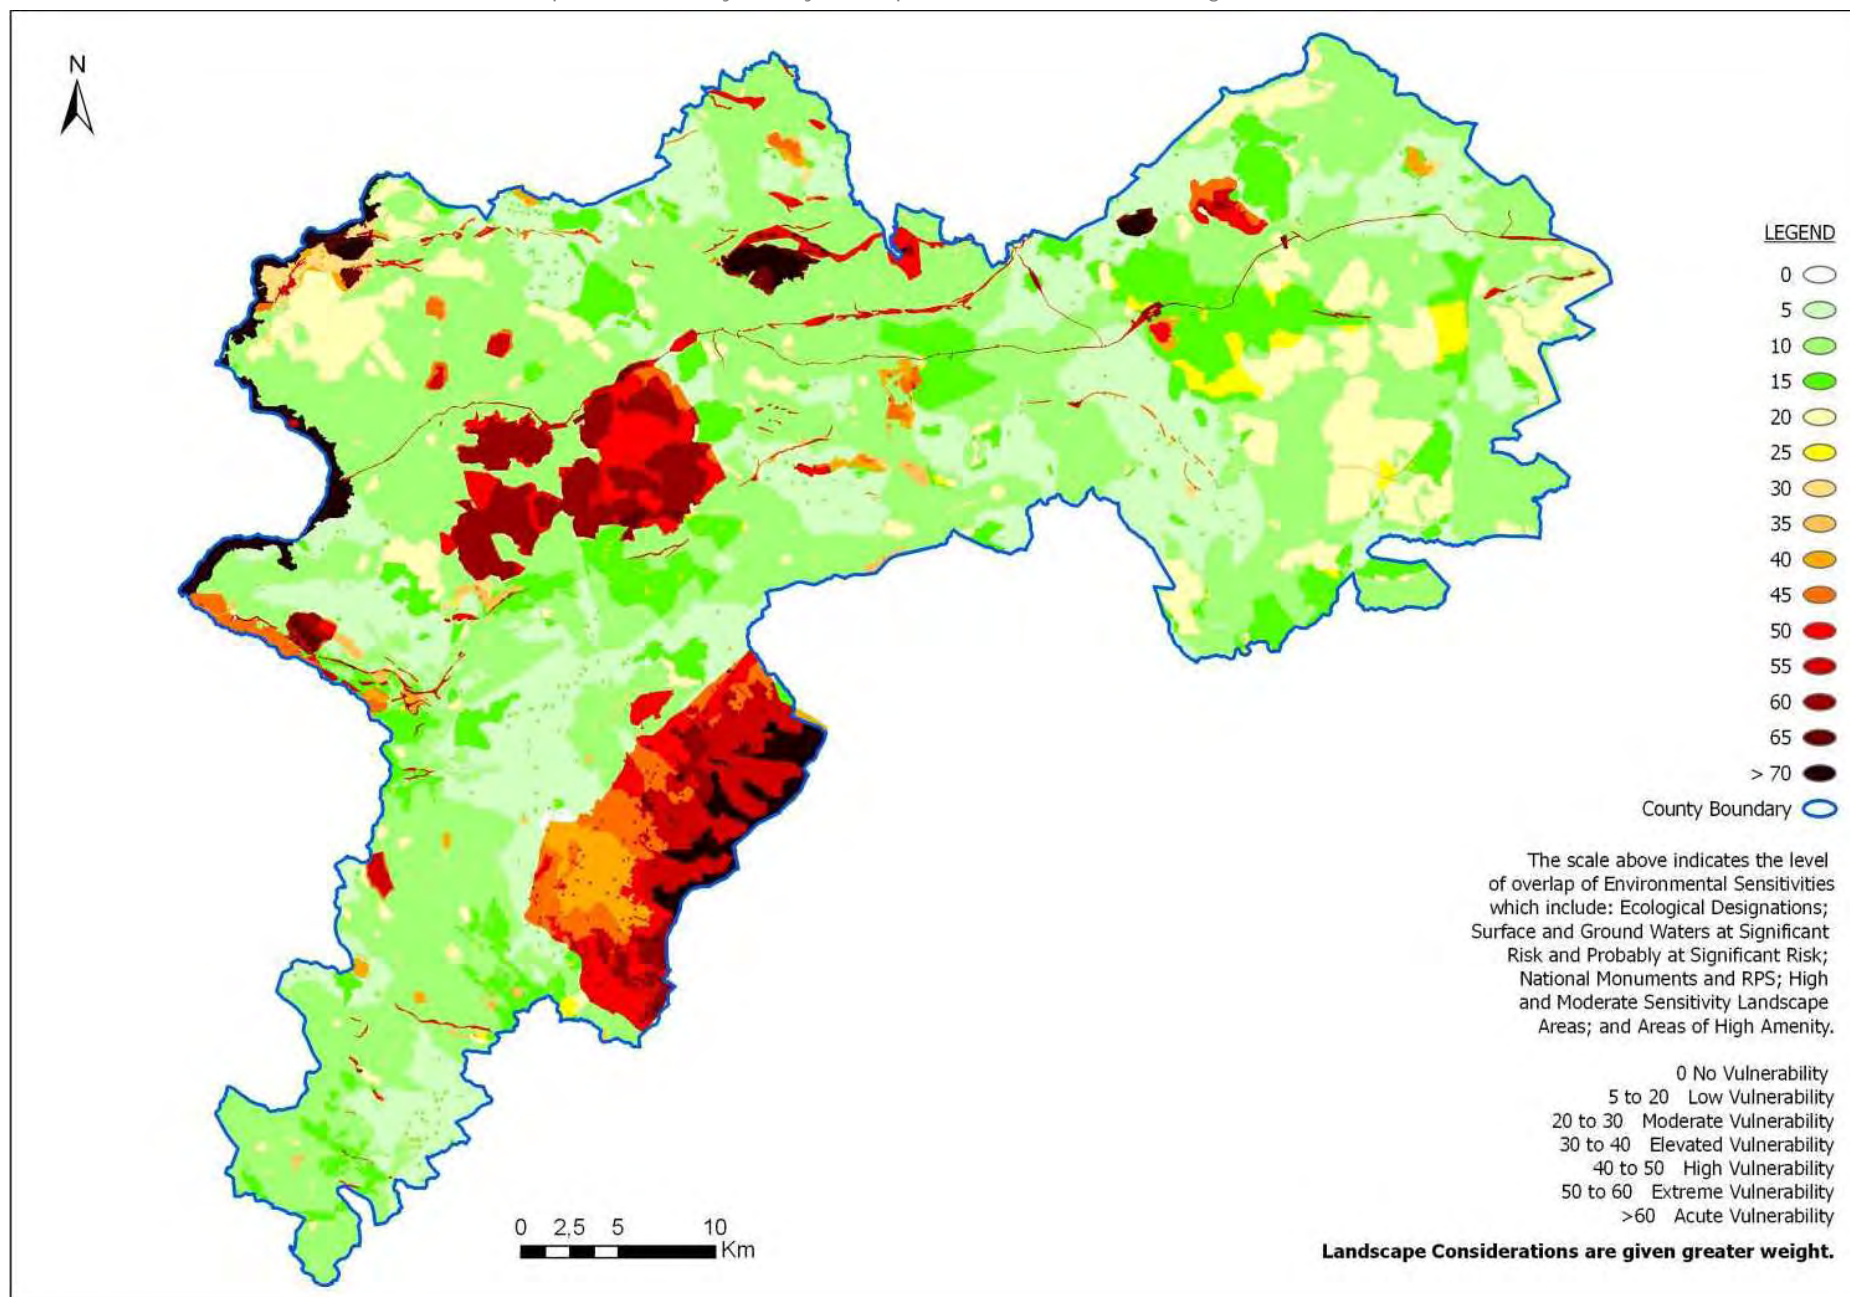 N
LEGEND
0
5
10
15
20
25
30
35
40
45
50
55
60
65
> 70
County Boundary
The scale above indicates the level
of overlap of Environmental Sensitivities
which include: Ecological Designations;
Surface and Ground Waters at Significant
Risk and Probably at Significant Risk;
National Monuments and RPS; High
and Moderate Sensitivity Landscape
Areas; and Areas of High Amenity.
0 No Vulnerability
5 to 20 Low Vulnerability
20 to 30 Moderate Vulnerability
30 to 40 Elevated Vulnerability
40 to 50 High Vulnerability
50 to 60 Extreme Vulnerability
>60 Acute Vulnerability
Landscape Considerations are given greater weight.
0 2,5 5 10
Km